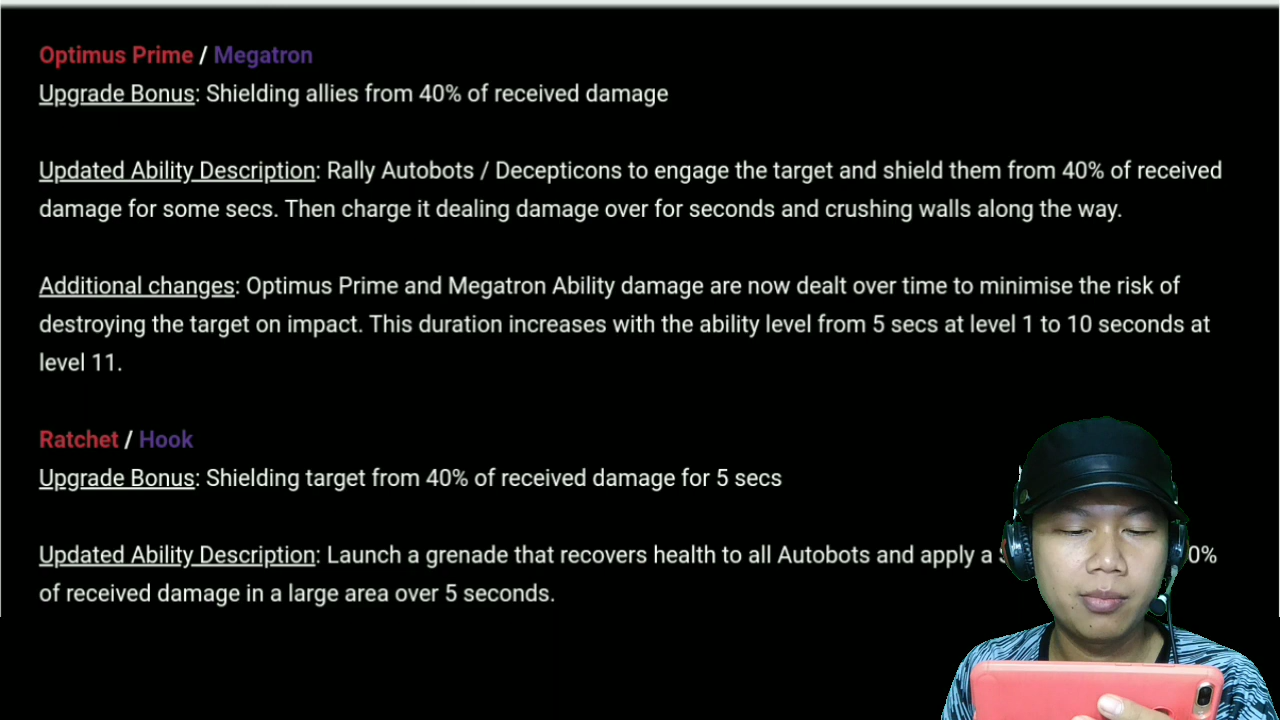 Optimus Prime / Megatron
Upgrade Bonus: Shielding allies from 40% of received damage
Updated Ability Description: Rally Autobots / Decepticons to engage the target and shield them from 40% of received
damage for some secs. Then charge it dealing damage over for seconds and crushing walls along the way.
Additional changes: Optimus Prime and Megatron Ability damage are now dealt over time to minimise the risk of
destroying the target on impact. This duration increases with the ability level from 5 secs at level 1 to 10 seconds at
level 11.
Ratchet / Hook
Upgrade Bonus: Shielding target from 40% of received damage for 5 secs
Updated Ability Description: Launch a grenade that recovers health to all Autobots and apply a
of received damage in a large area over 5 seconds.